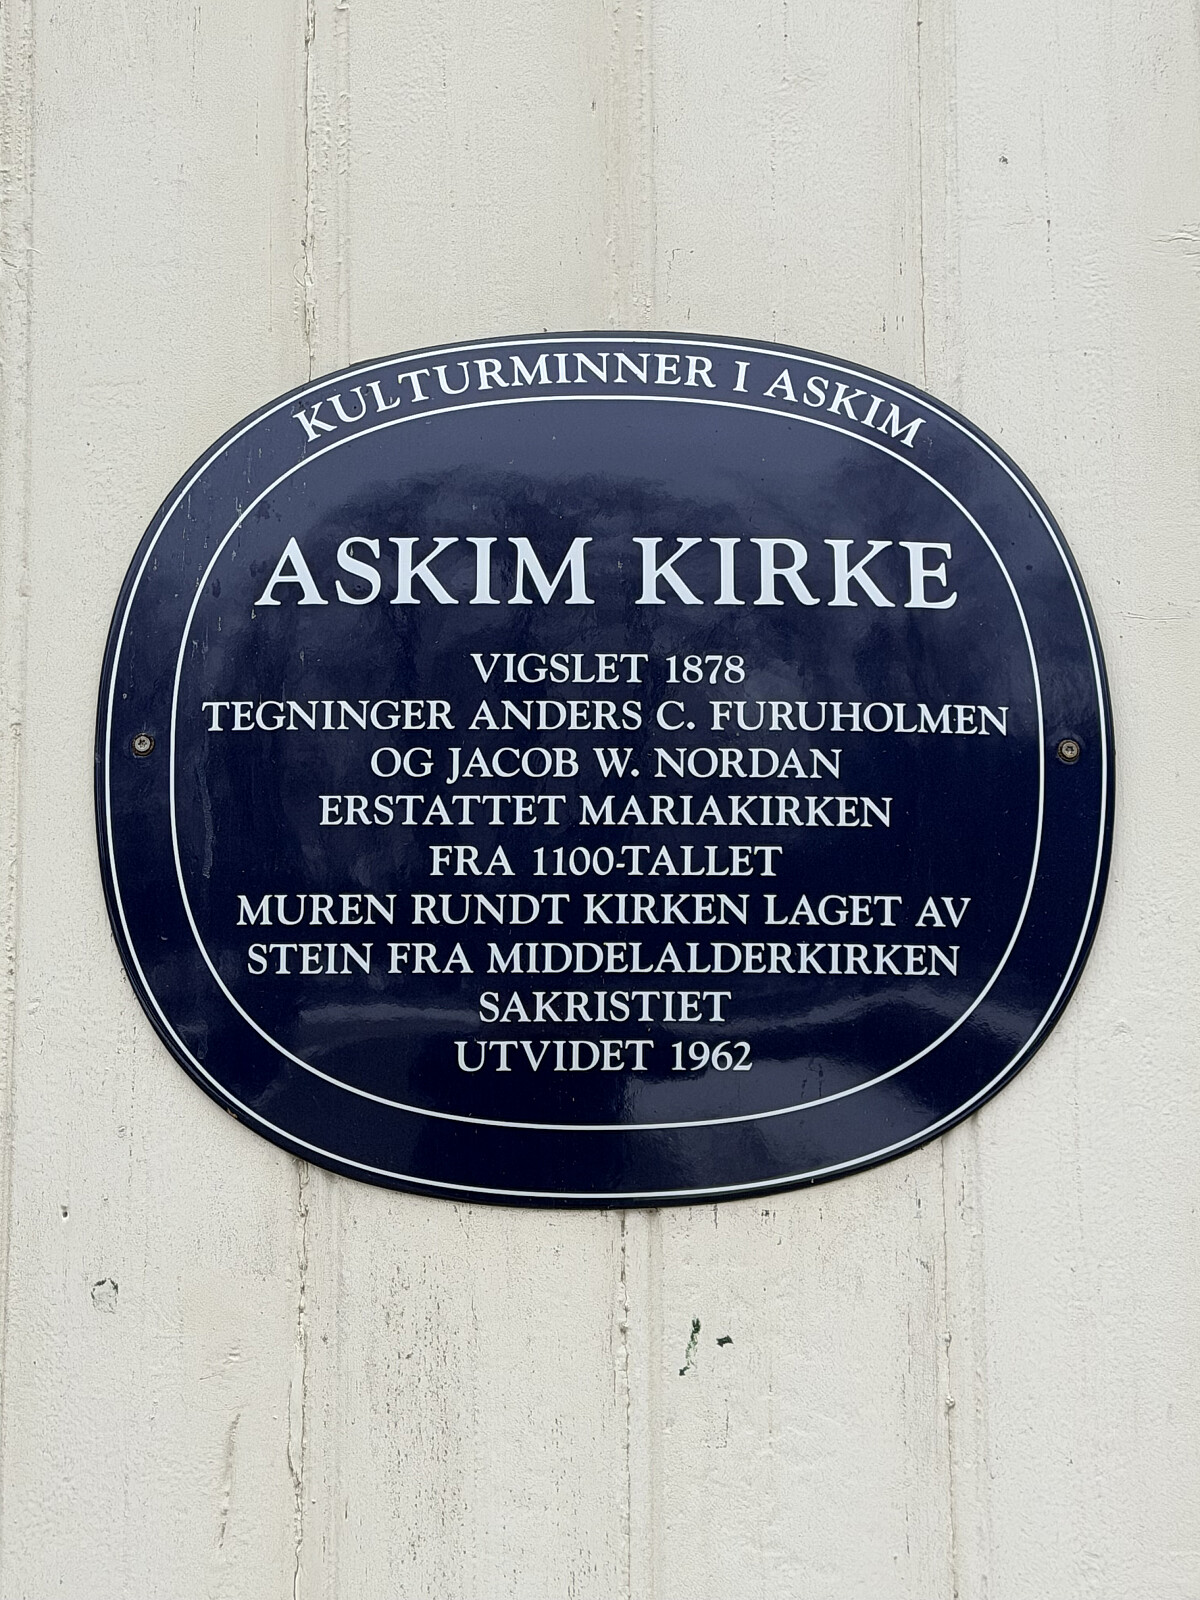 KULTURMINNER I ASKIM
ASKIM KIRKE
VIGSLET 1878
TEGNINGER ANDERS C. FURUHOLMEN
OG JACOB W. NORDAN
ERSTATTET MARIAKIRKEN
FRA 1100-TALLET
MUREN RUNDT KIRKEN LAGET AV
STEIN FRA MIDDELALDERKIRKEN
SAKRISTIET
UTVIDET 1962